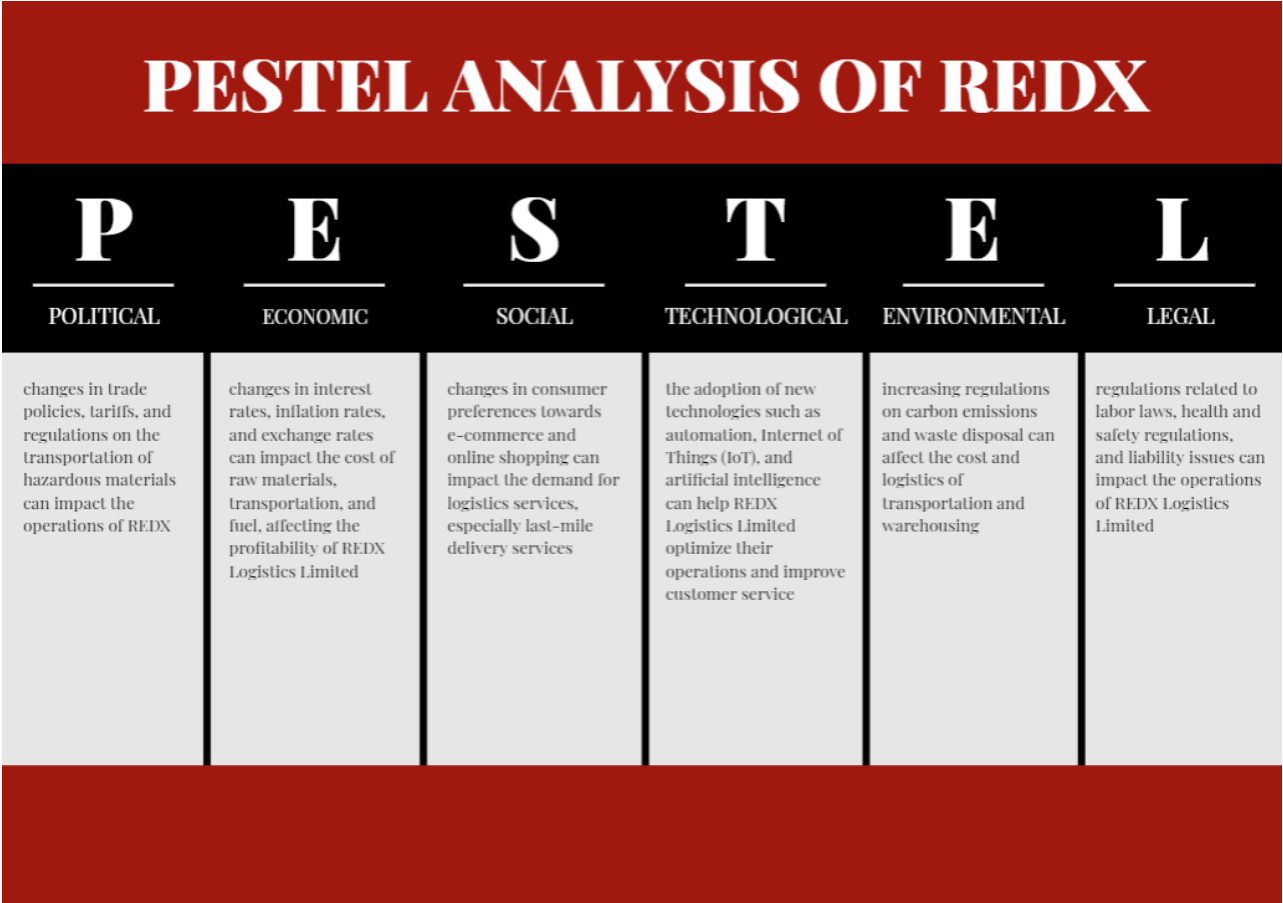 PESTEL ANALYSIS OF REDX
P
POLITICAL
changes in trade
policies, tariffs, and
regulations on the
transportation of
hazardous materials
can impact the
operations of REDX
E
ECONOMIC
changes in interest
rates, inflation rates,
and exchange rates
can impact the cost of
raw materials,
transportation, and
fuel, affecting the
profitability of REDX
Logistics Limited
S
SOCIAL
changes in consumer
preferences towards
e-commerce and
online shopping can
impact the demand for
logistics services,
especially last-mile
delivery services
T
TECHNOLOGICAL
the adoption of new
technologies such as
automation, Internet of
Things (IoT), and
artificial intelligence
can help REDX
Logistics Limited
optimize their
operations and improve
customer service
E
ENVIRONMENTAL
increasing regulations
on carbon emissions
and waste disposal can
affect the cost and
logistics of
transportation and
warehousing
L
LEGAL
regulations related to
labor laws, health and
safety regulations,
and liability issues can
impact the operations
of REDX Logistics
Limited